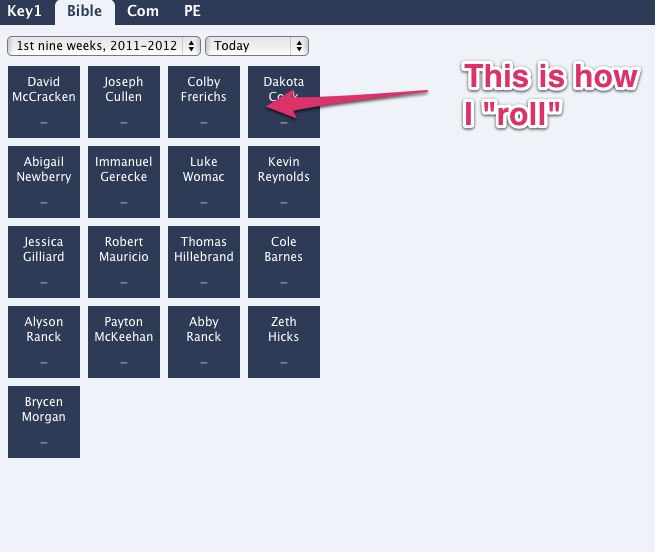 Key1 Bible Com PE
1st nine weeks, 2011-2012 Today
David McCracken –
Joseph Cullen –
Colby Frerichs –
Dakota Cook –
Abigail Newberry –
Immanuel Gerecke –
Luke Womac –
Kevin Reynolds –
Jessica Gilliard –
Robert Mauricio –
Thomas Hillebrand –
Cole Barnes –
Alyson Ranck –
Payton McKeehan –
Abby Ranck –
Zeth Hicks –
Brycen Morgan –
This is how
I "roll"